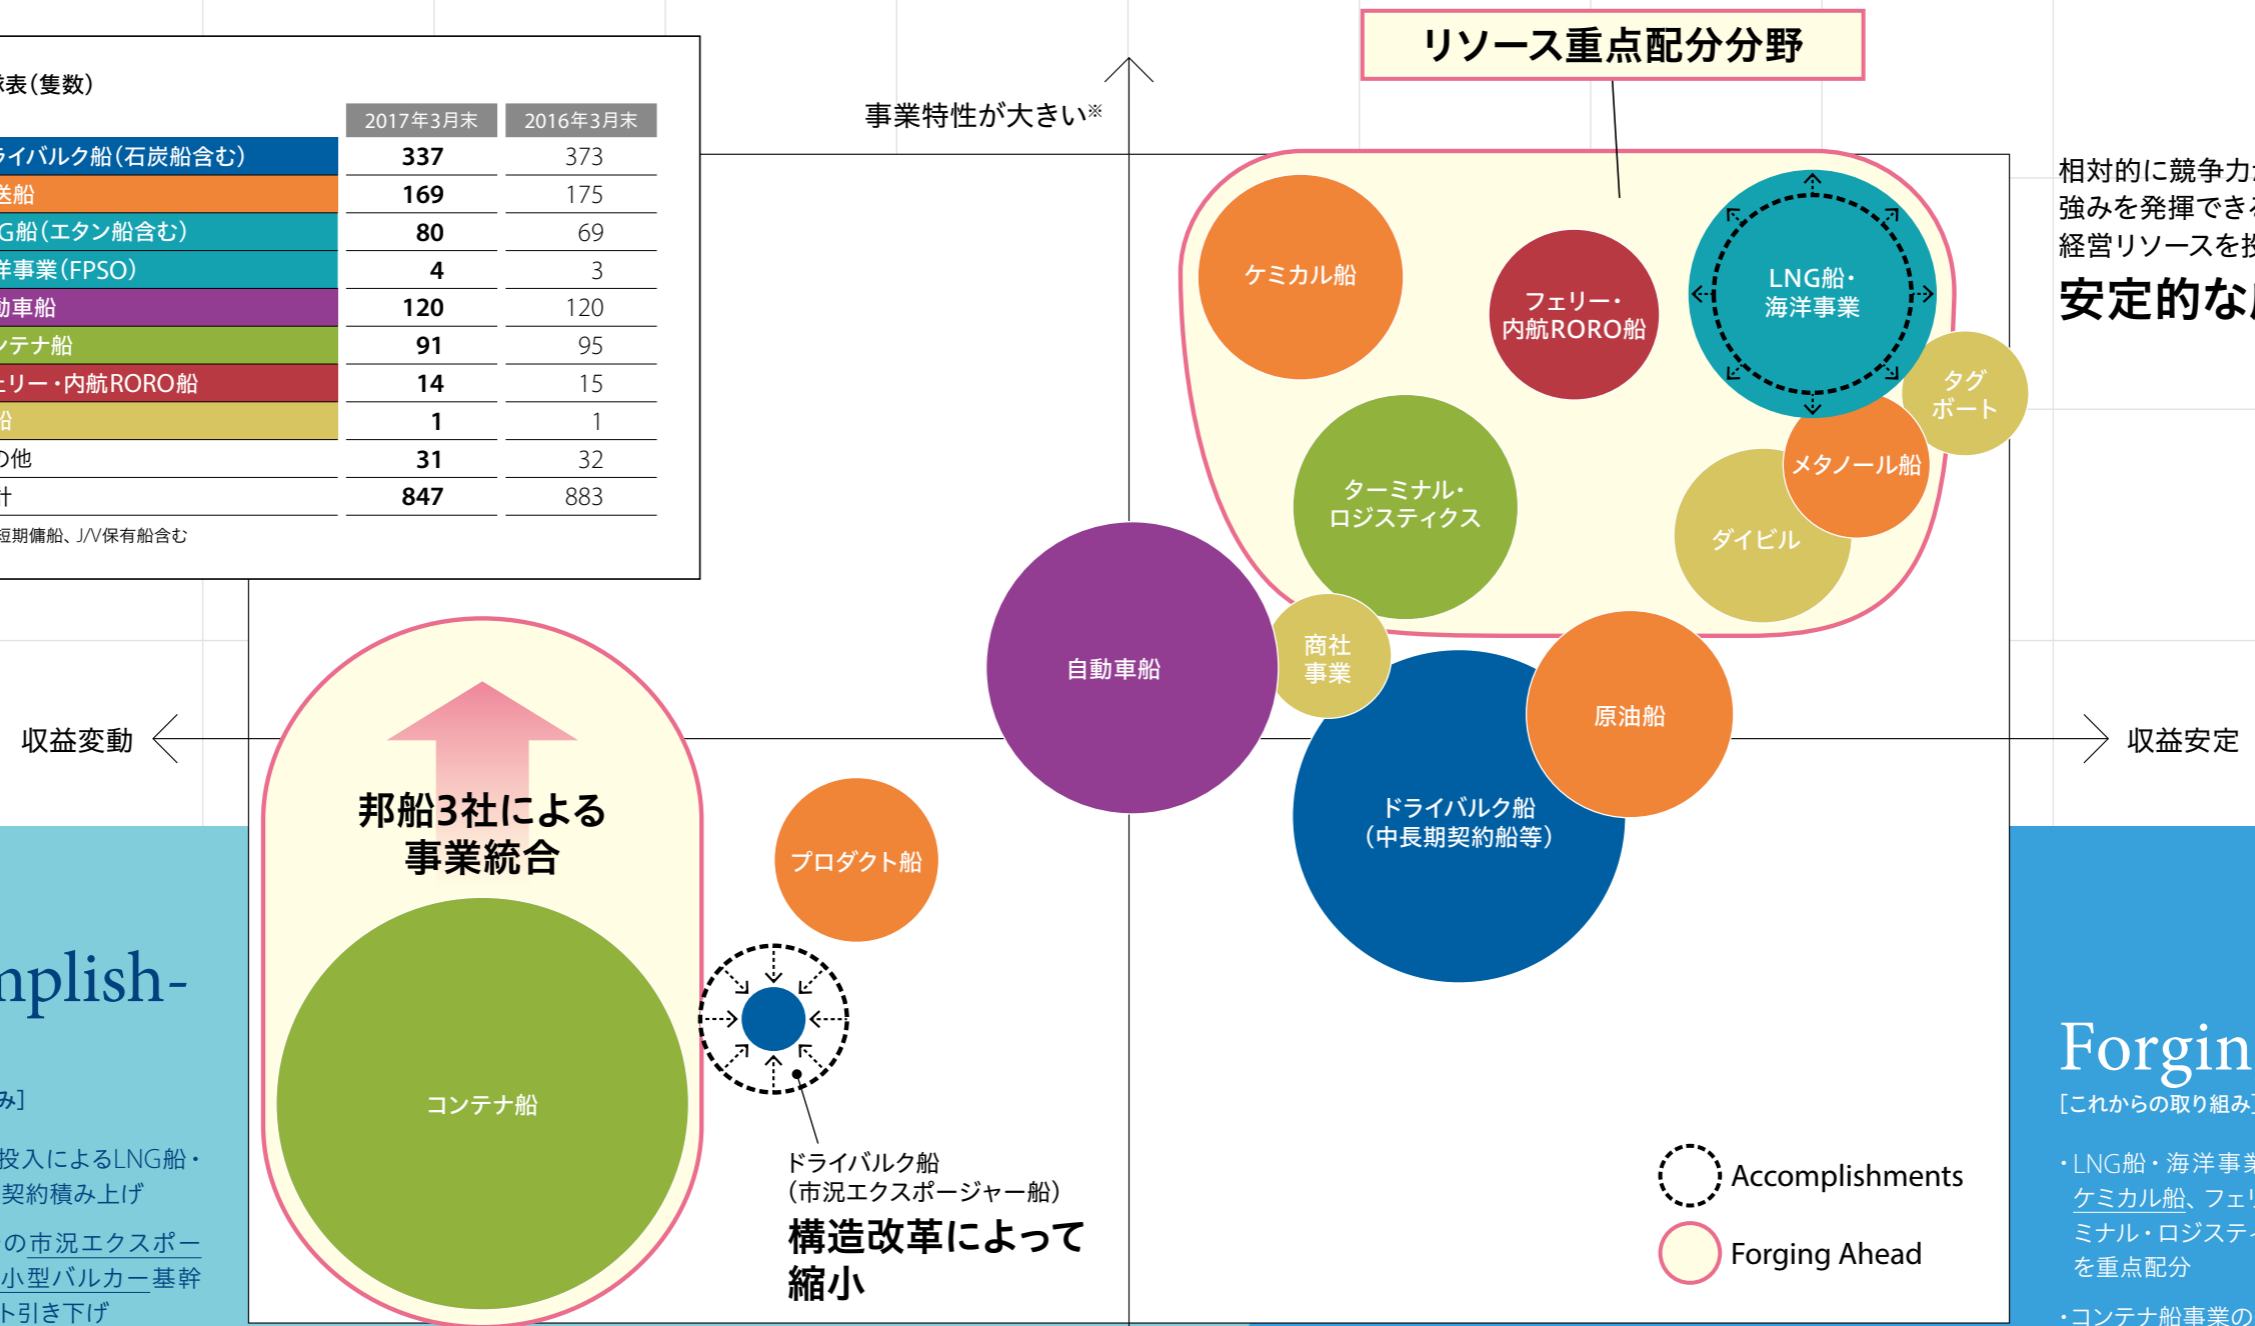 表(隻数)
2017年3月末 2016年3月末
ライバルク船(石炭船含む) 337 373
送船 169 175
G船(エタン船含む) 80 69
洋事業(FPSO) 4 3
動車船 120 120
ンテナ船 91 95
ェリー・内航RORO船 14 15
船 1 1
の他 31 32
計 847 883
短期傭船、J/V保有船含む
事業特性が大きい※
リソース重点配分分野
相対的に競争力
強みを発揮でき
経営リソースを
安定的な
ケミカル船
フェリー・
内航RORO船
LNG船・
海洋事業
タグ
ボート
メタノール船
ターミナル・
ロジスティクス
ダイビル
商社
事業
自動車船
原油船
収益変動
収益安定
邦船3社による
事業統合
プロダクト船
ドライバルク船
(中長期契約船等)
コンテナ船
ドライバルク船
(市況エクスポージャー船)
構造改革によって
縮小
Accomplishments
Forging Ahead
mplish-
み]
投入によるLNG船・
契約積み上げ
の市況エクスポー
小型バルカー基幹
ト引き下げ
Forgin
[これからの取り組み]
・LNG船・海洋事業
ケミカル船、フェリ
ミナル・ロジスティ
を重点配分
・コンテナ船事業の